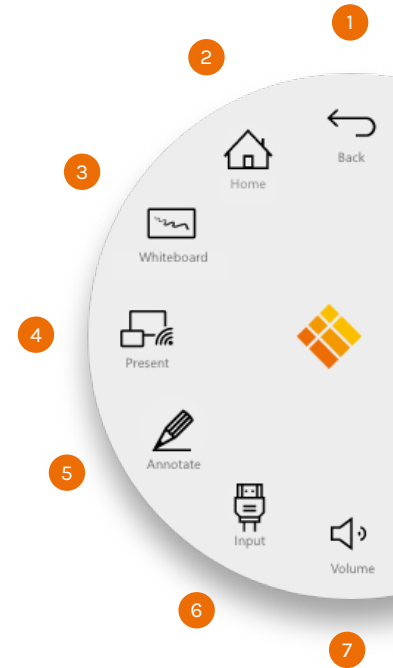 1
Back
2
Home
3
Whiteboard
4
Present
5
Annotate
6
Input
7
Volume